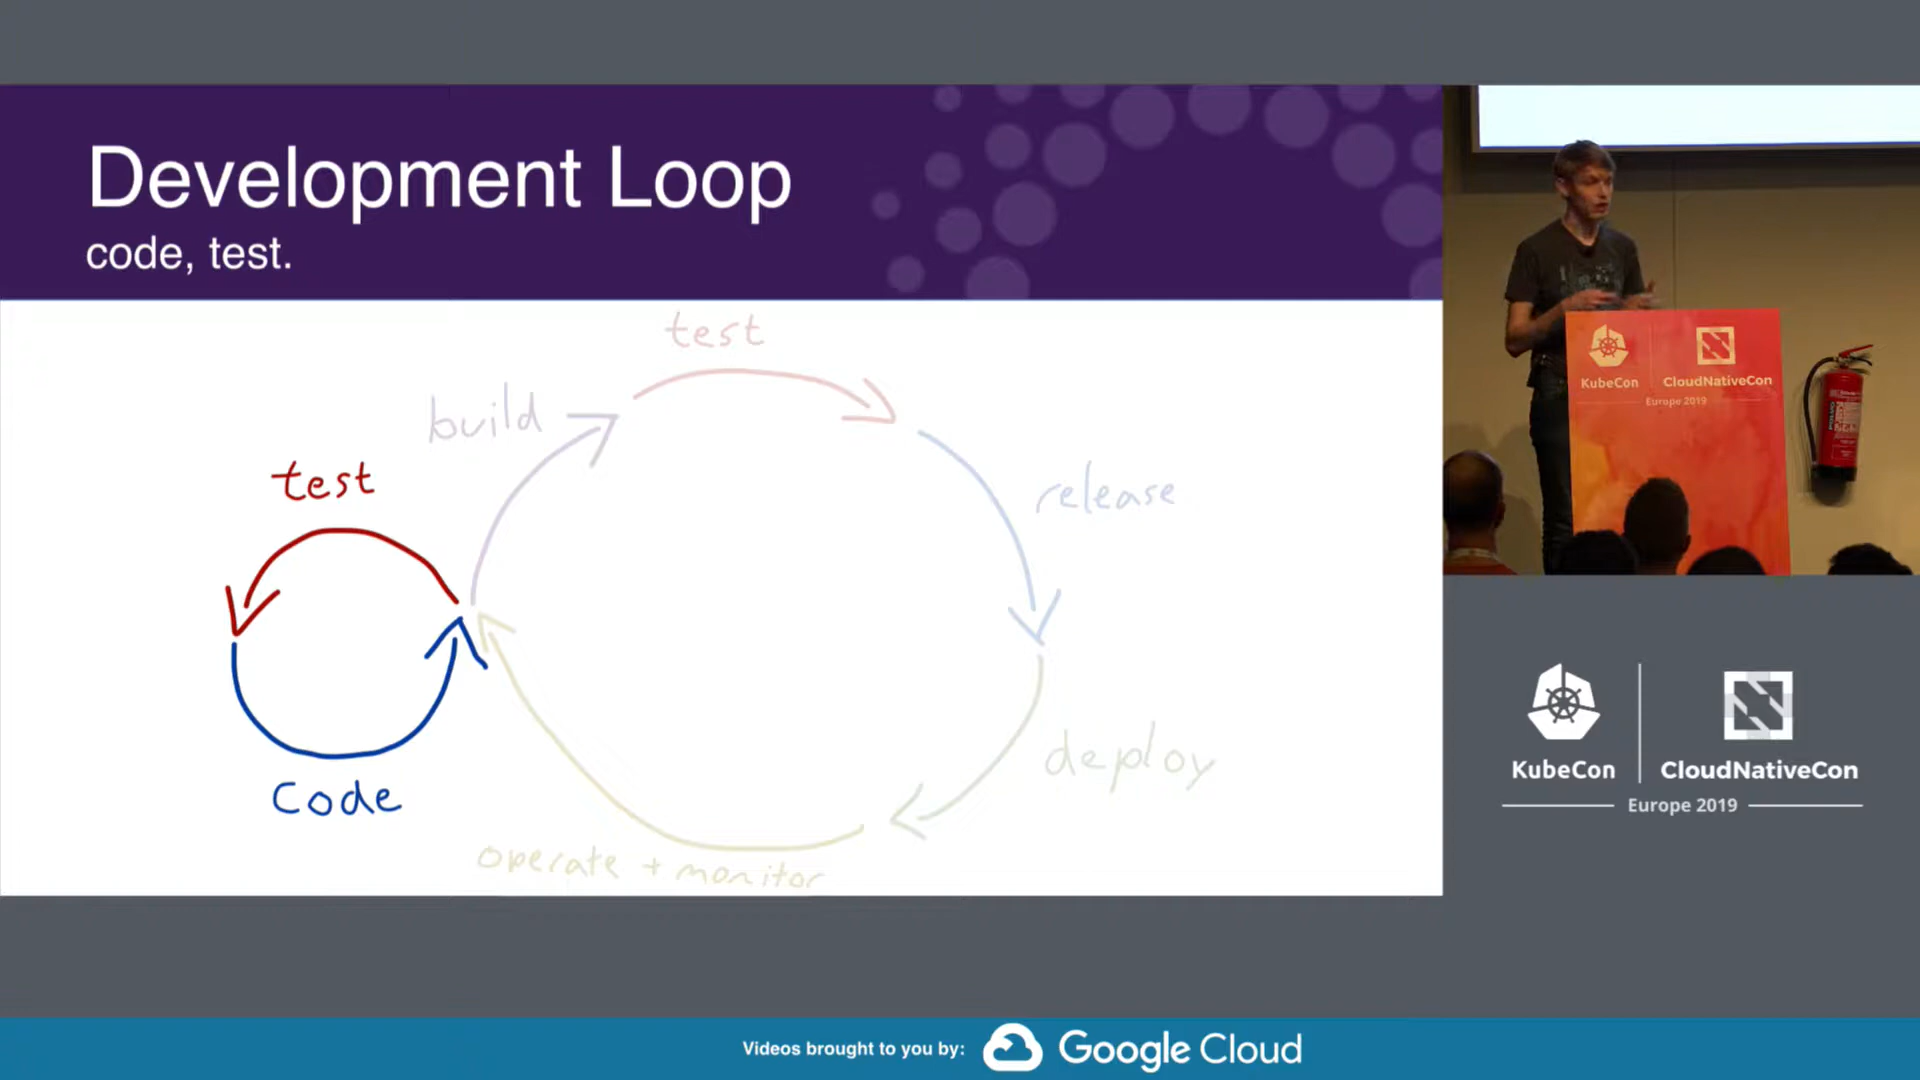 Development Loop
code, test.
test
build
test
release
code
deploy
operate + monitor
KubeCon
CloudNativeCon
Europe 2019
KubeCon
CloudNativeCon
Europe 2019
Videos brought to you by:
Google Cloud